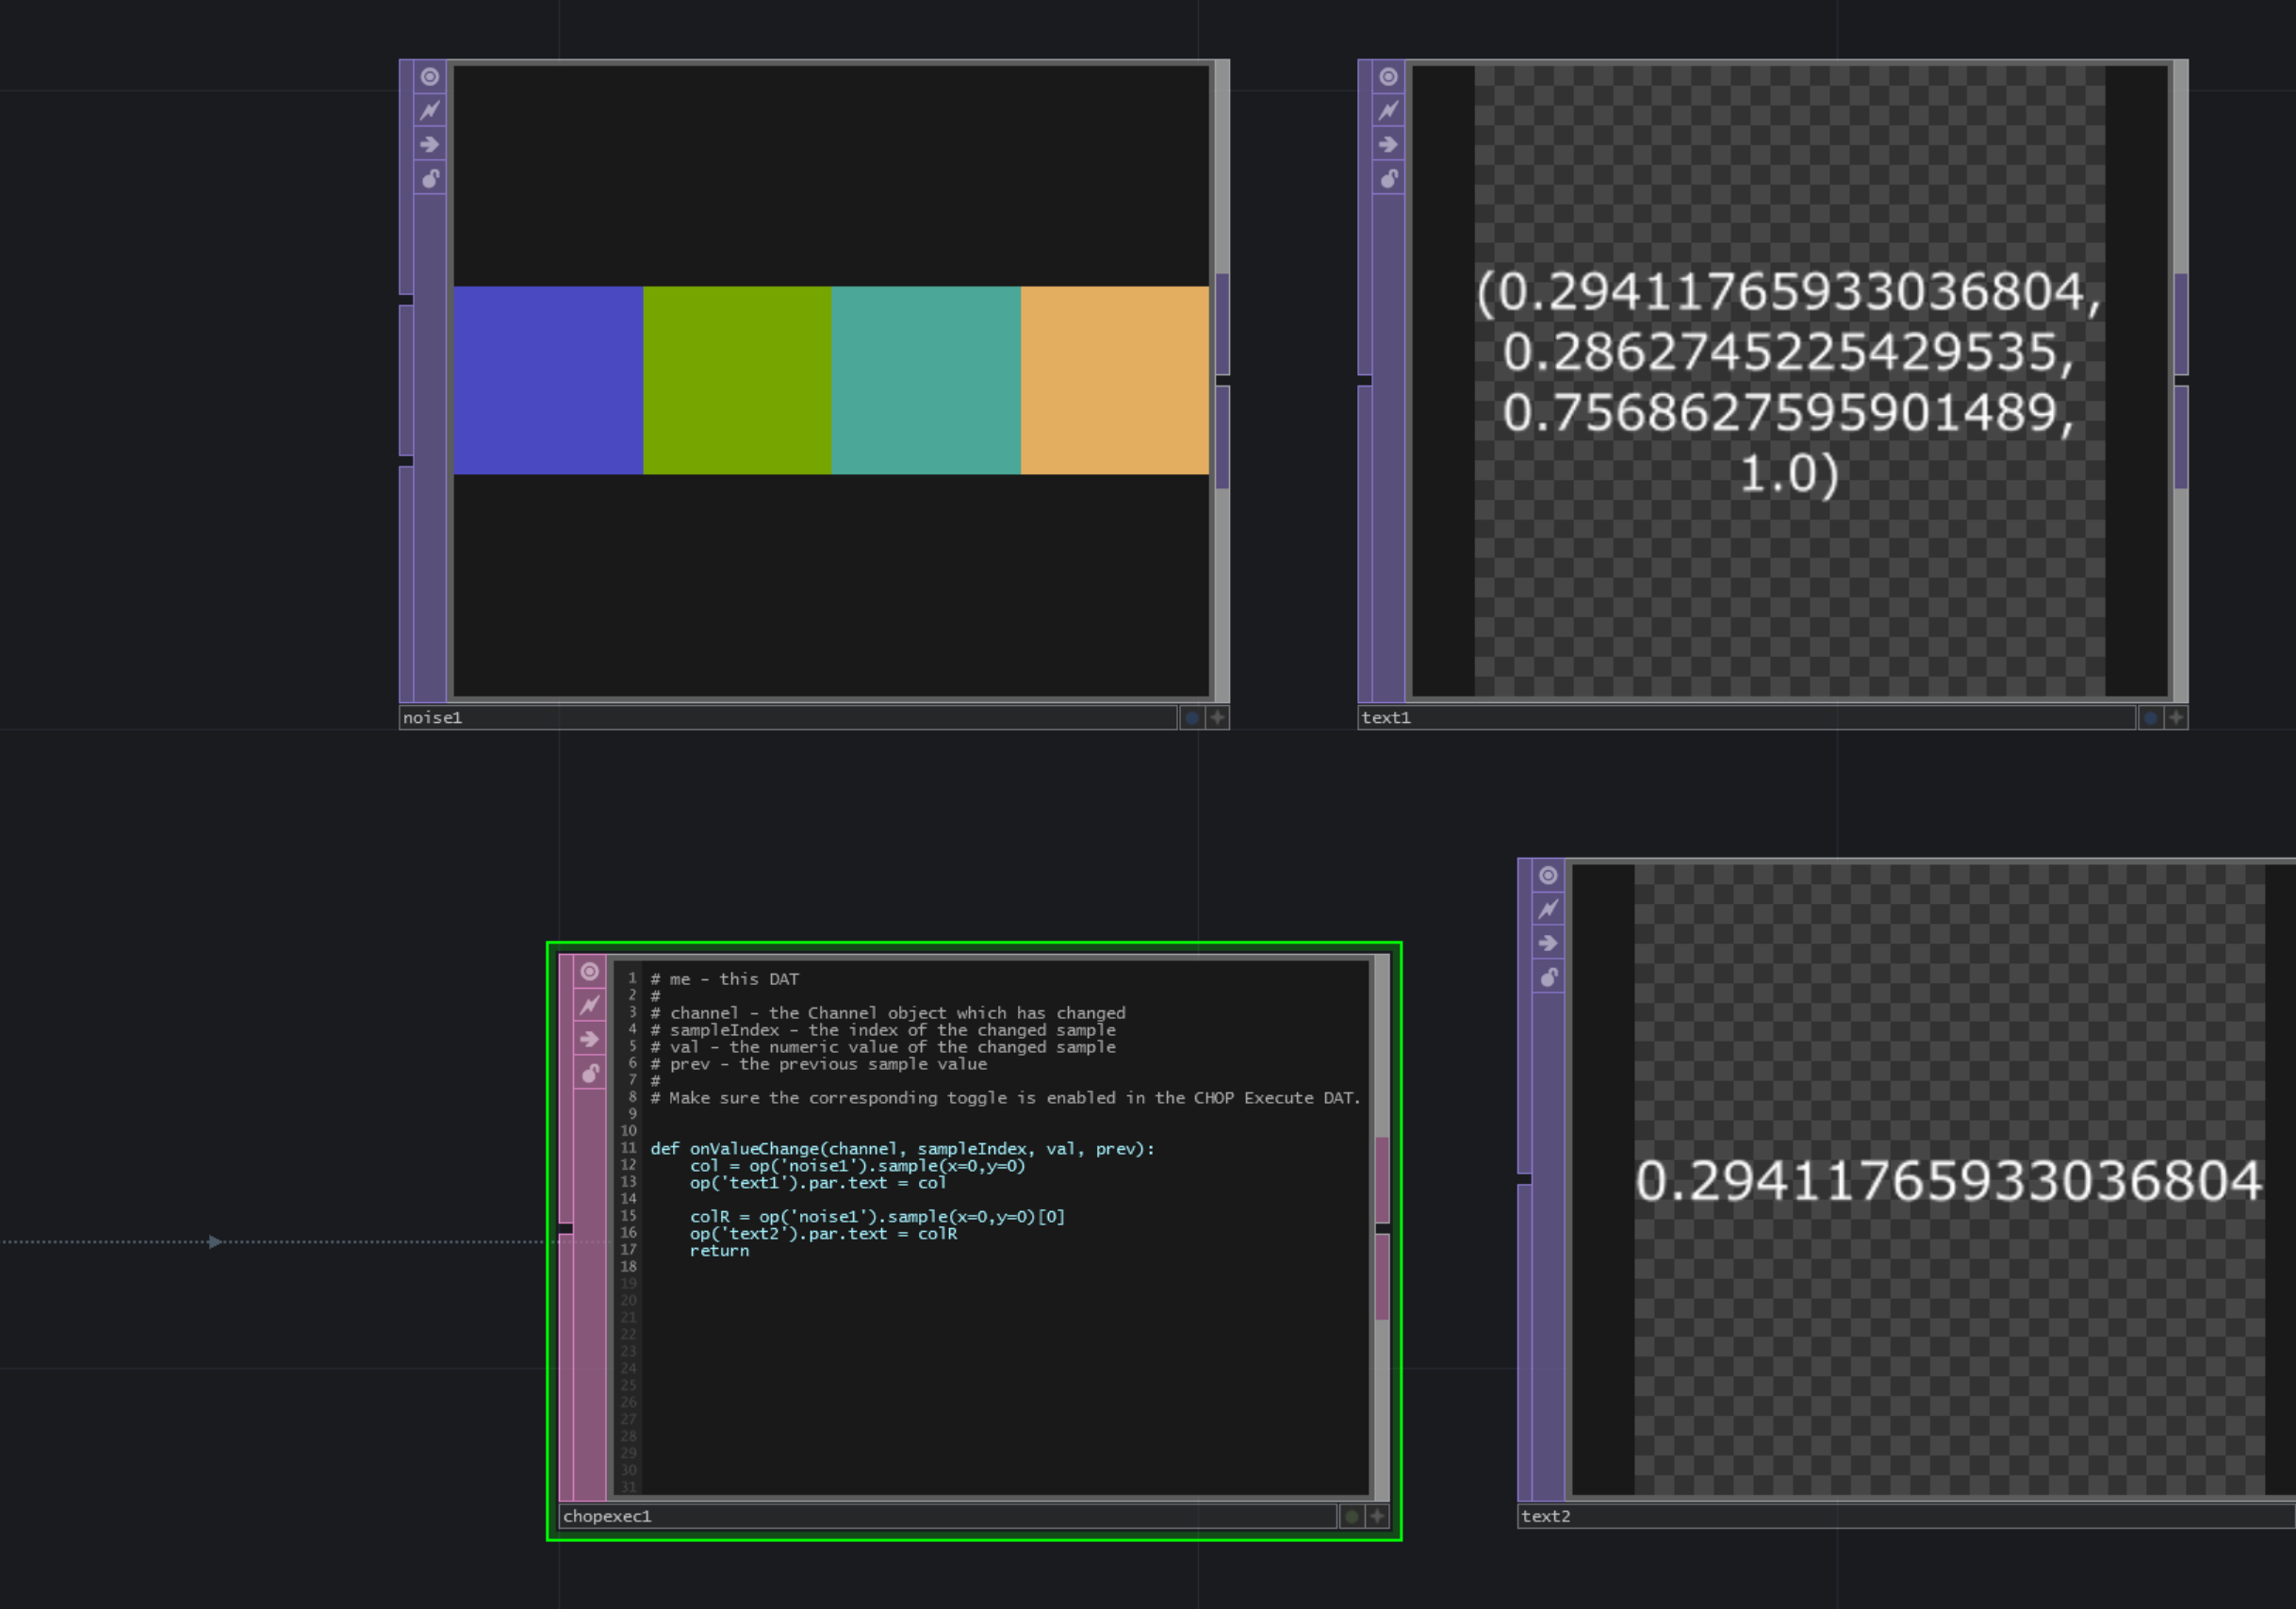 (0.29411765933036804,
0.2862745225429535,
0.7568627595901489,
1.0)
noise1
text1
1 # me - this DAT
2 #
3 # channel - the Channel object which has changed
4 # sampleIndex - the index of the changed sample
5 # val - the numeric value of the changed sample
6 # prev - the previous sample value
7 #
8 # Make sure the corresponding toggle is enabled in the CHOP Execute DAT.
9
10
11 def onValueChange(channel, sampleIndex, val, prev):
12     col = op('noise1').sample(x=0,y=0)
13     op('text1').par.text = col
14
15     colR = op('noise1').sample(x=0,y=0)[0]
16     op('text2').par.text = colR
17     return
18
19
20
21
22
23
24
25
26
27
28
29
30
31
0.29411765933036804
chopexec1
text2